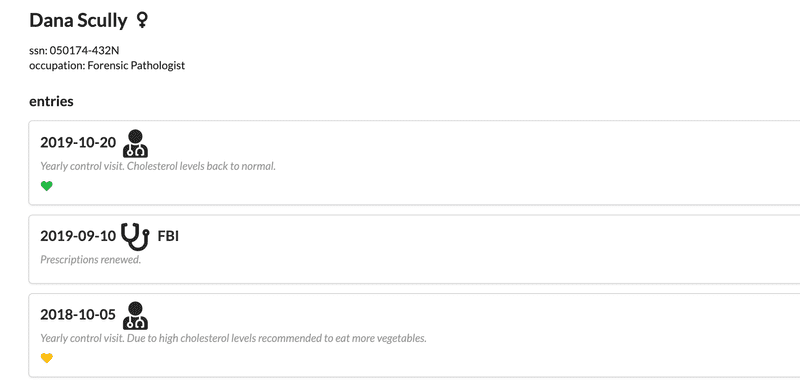 Dana Scully
ssn: 050174-432N
occupation: Forensic Pathologist
entries
2019-10-20
Yearly control visit. Cholesterol levels back to normal.
2019-09-10 FBI
Prescriptions renewed.
2018-10-05
Yearly control visit. Due to high cholesterol levels recommended to eat more vegetables.